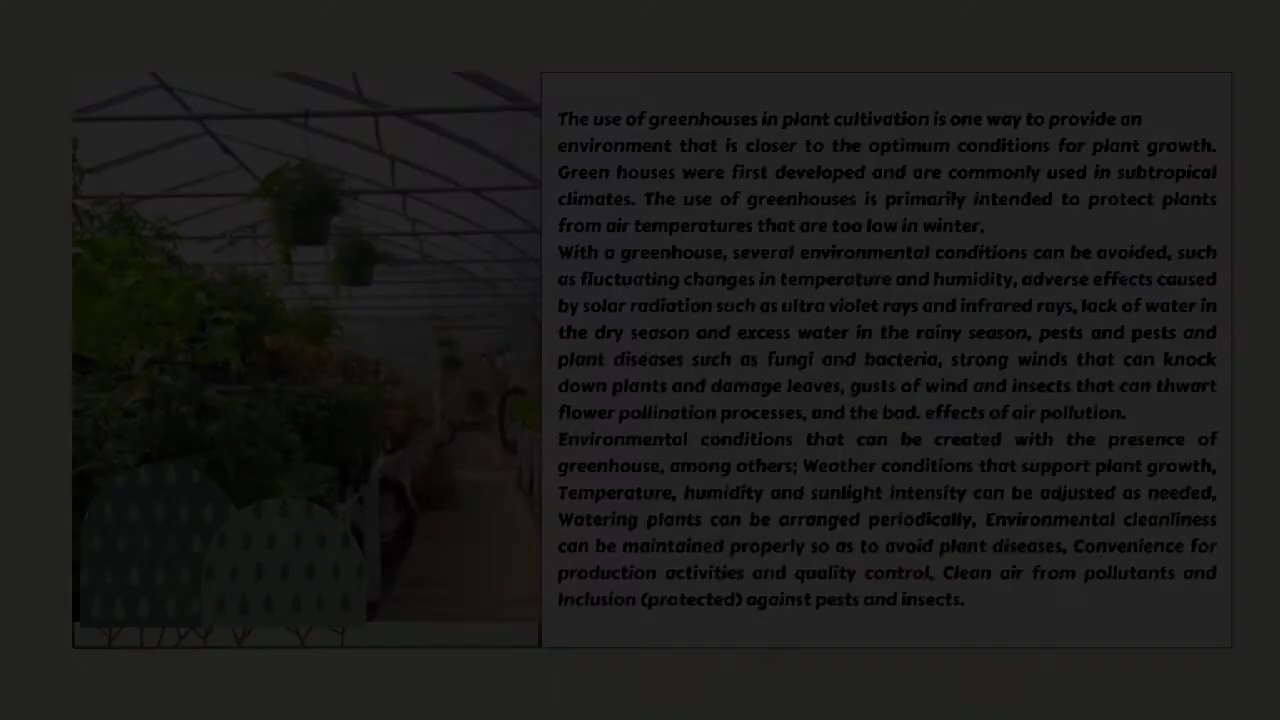 The use of greenhouses in plant cultivation is one way to provide an
environment that is closer to the optimum conditions for plant growth.
Green houses were first developed and are commonly used in subtropical
climates. The use of greenhouses is primarily intended to protect plants
from air temperatures that are too low in winter.
With a greenhouse, several environmental conditions can be avoided, such
as fluctuating changes in temperature and humidity, adverse effects caused
by solar radiation such as ultra violet rays and infrared rays, lack of water in
the dry season and excess water in the rainy season, pests and pests and
plant diseases such as fungi and bacteria, strong winds that can knock
down plants and damage leaves, gusts of wind and insects that can thwart
flower pollination processes, and the bad. effects of air pollution.
Environmental conditions that can be created with the presence of
greenhouse, among others; Weather conditions that support plant growth,
Temperature, humidity and sunlight intensity can be adjusted as needed,
Watering plants can be arranged periodically, Environmental cleanliness
can be maintained properly so as to avoid plant diseases, Convenience for
production activities and quality control, Clean air from pollutants and
Inclusion (protected) against pests and insects.